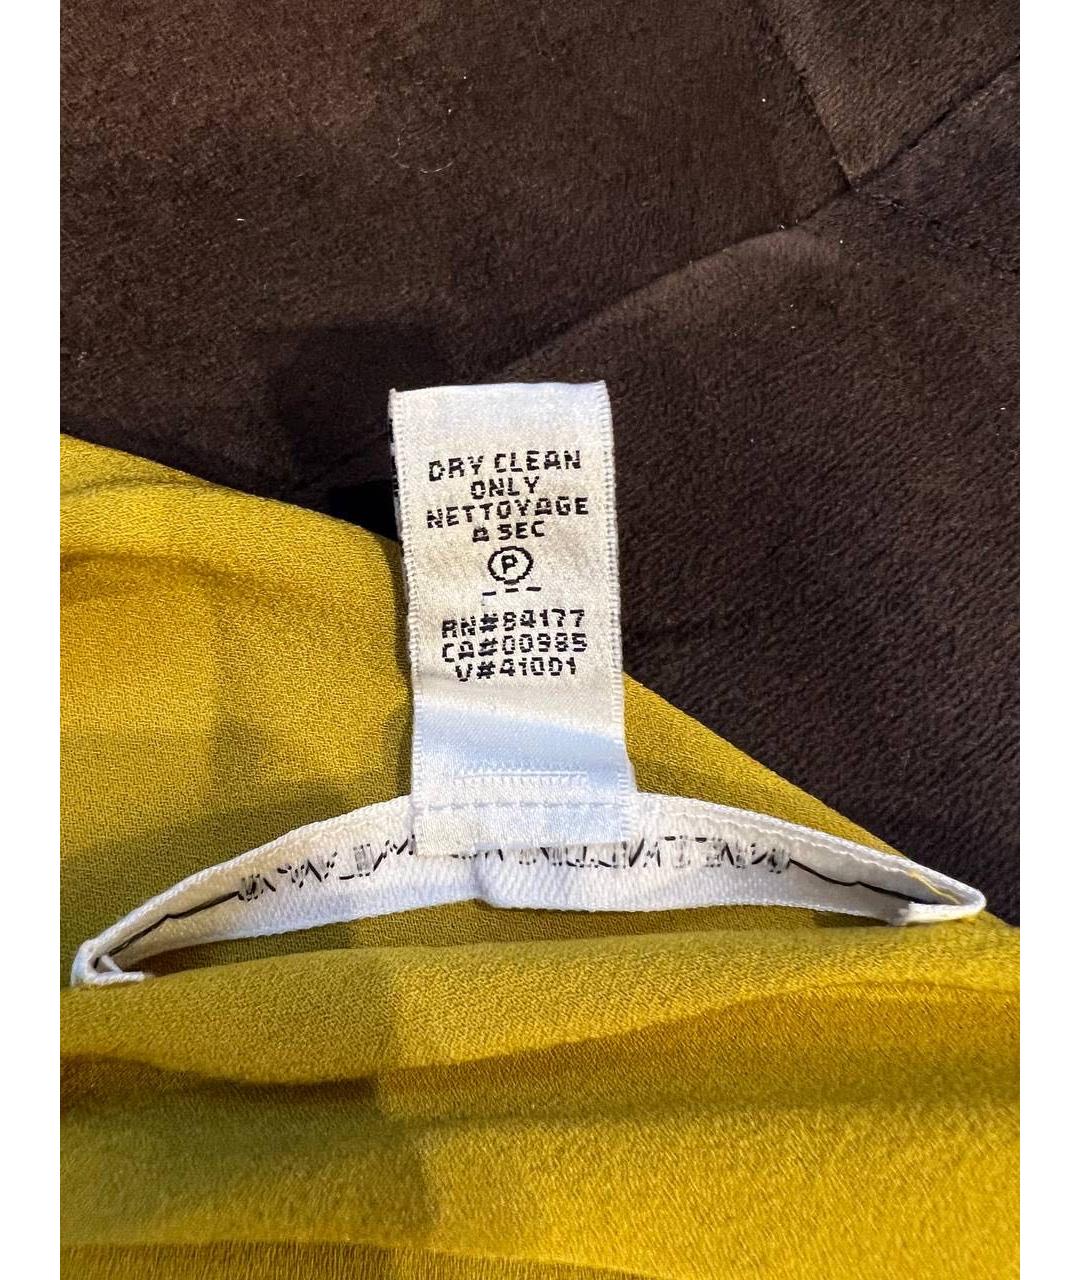 DRY CLEAN
ONLY
NETTOYAGE
A SEC
P
RN#84177
CA#00985
V#41001